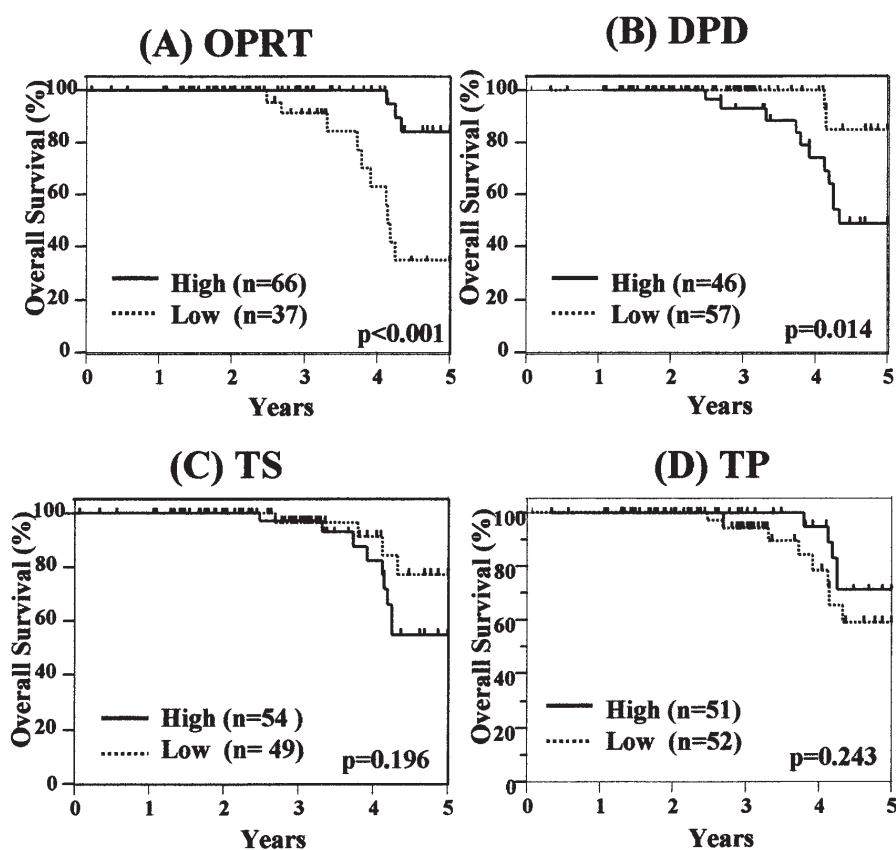 (A) OPRT
Overall Survival (%)
100
80
60
40
20
0
High (n=66)
Low (n=37)
p<0.001
0 1 2 3 4 5
Years
(B) DPD
Overall Survival (%)
100
80
60
40
20
0
High (n=46)
Low (n=57)
p=0.014
0 1 2 3 4 5
Years
(C) TS
Overall Survival (%)
100
80
60
40
20
0
High (n=54 )
Low (n= 49)
p=0.196
0 1 2 3 4 5
Years
(D) TP
Overall Survival (%)
100
80
60
40
20
0
High (n=51)
Low (n=52)
p=0.243
0 1 2 3 4 5
Years